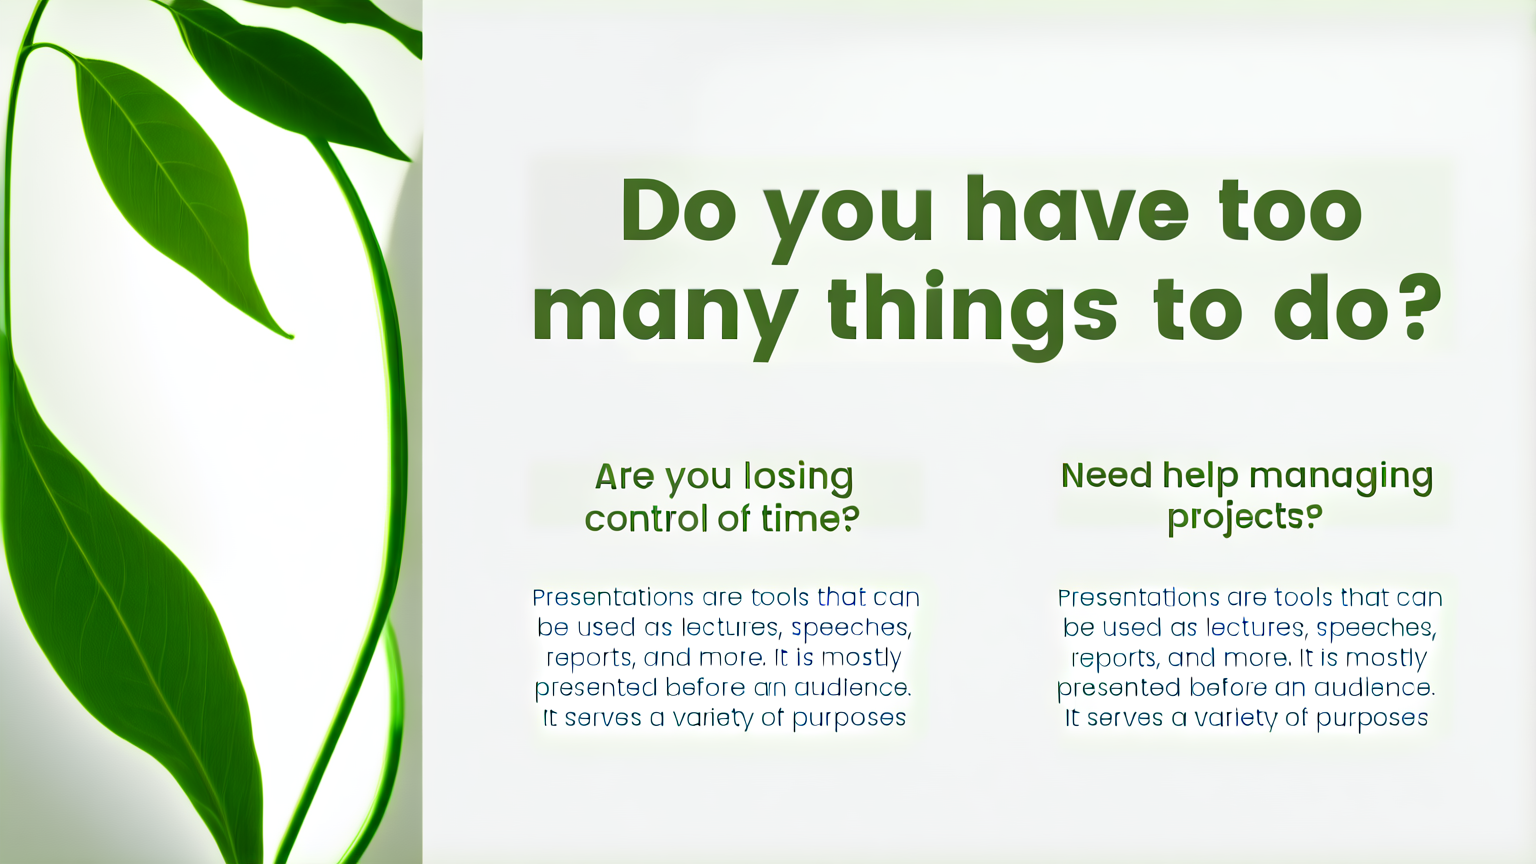 Do you have too
many things to do?
Are you losing
control of time?
Presentations are tools that can
be used as lectures, speeches,
reports, and more. It is mostly
presented before an audience.
It serves a variety of purposes
Need help managing
projects?
Presentations are tools that can
be used as lectures, speeches,
reports, and more. It is mostly
presented before an audience.
It serves a variety of purposes